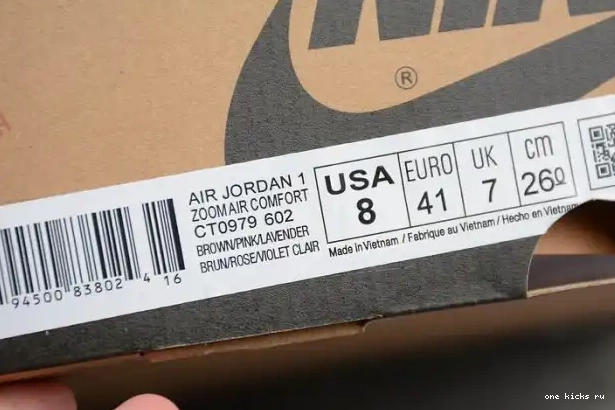 NIKE
®
AIR JORDAN 1
ZOOM AIR COMFORT
CT0979 602
BROWN/PINK/LAVENDER
BRUN/ROSE/VIOLET CLAIR
USA
8
EURO
41
UK
7
cm
26Ω
Made in Vietnam / Fabrique au Vietnam / Hecho en Vietnam
94500 83802 4 16
one kicks ru